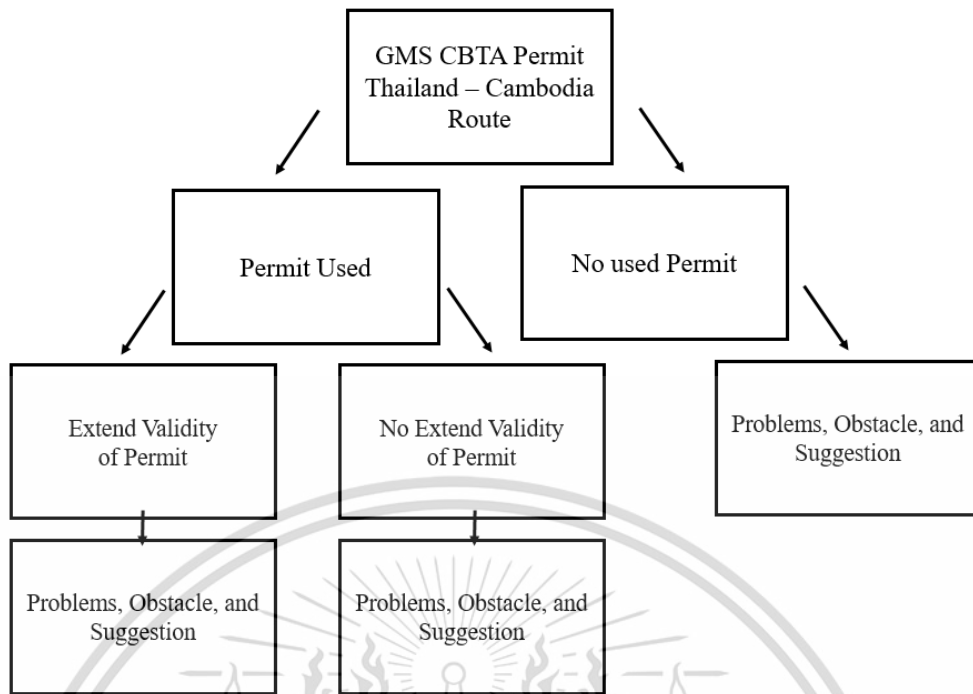 GMS CBTA Permit
Thailand – Cambodia
Route
Permit Used
No used Permit
Extend Validity
of Permit
No Extend Validity
of Permit
Problems, Obstacle, and
Suggestion
Problems, Obstacle, and
Suggestion
Problems, Obstacle, and
Suggestion